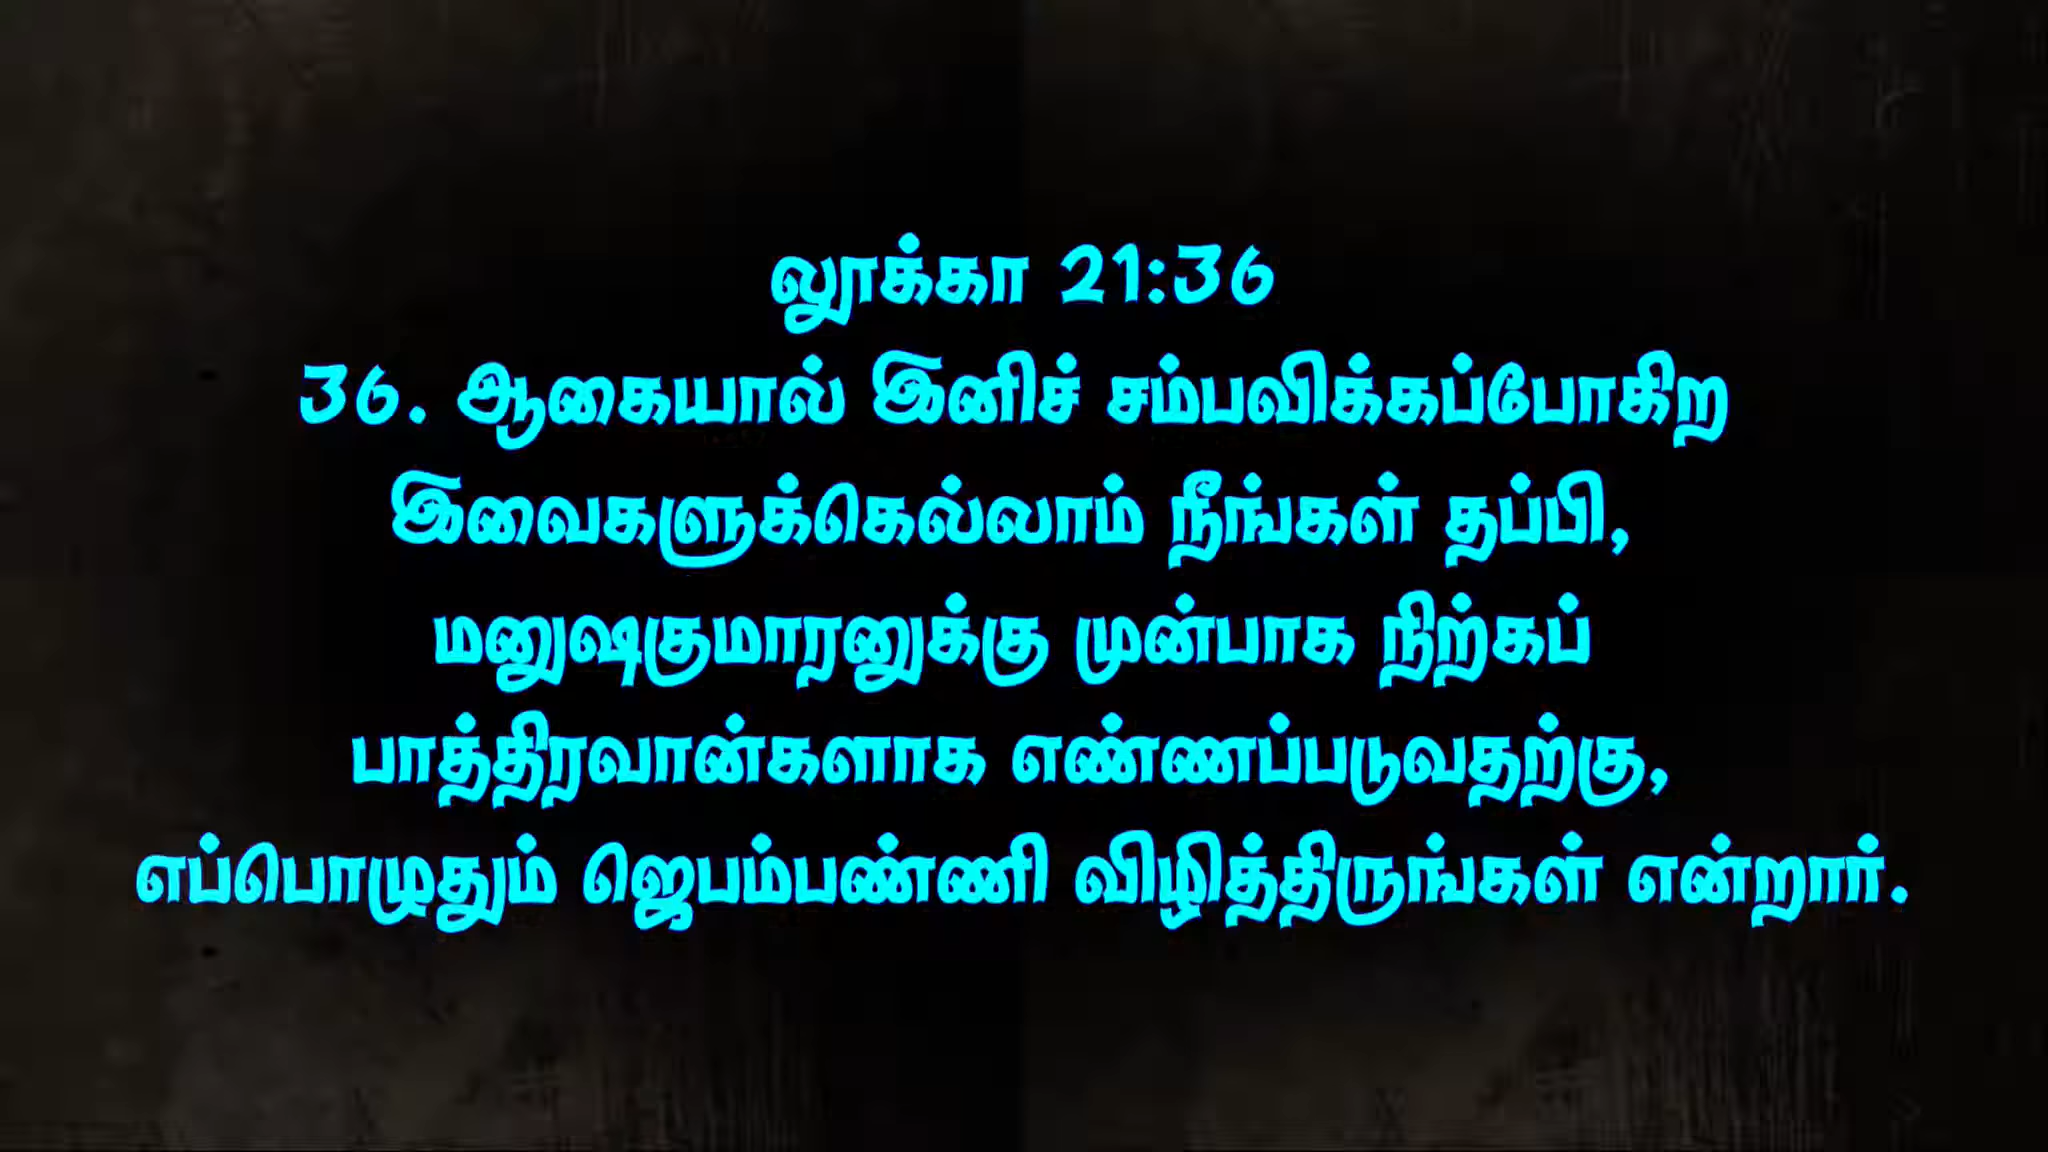 லூக்கா 21:36
36. ஆகையால் இனிச் சம்பவிக்கப்போகிற
இவைகளுக்கெல்லாம் நீங்கள் தப்பி,
மனுஷகுமாரனுக்கு முன்பாக நிற்கப்
பாத்திரவான்களாக எண்ணப்படுவதற்கு,
எப்பொழுதும் ஜெபம்பண்ணி விழித்திருங்கள் என்றார்.